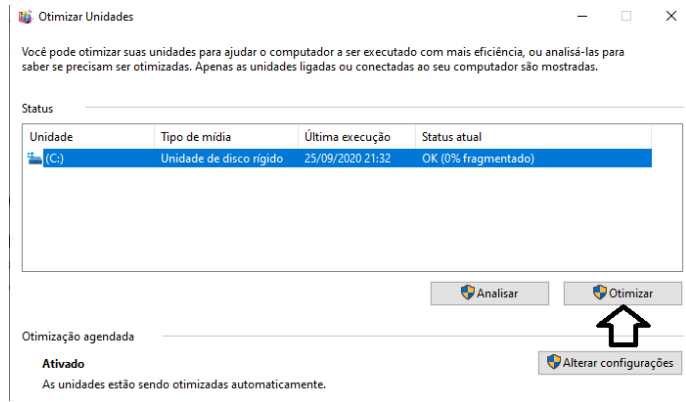 Otimizar Unidades
Você pode otimizar suas unidades para ajudar o computador a ser executado com mais eficiência, ou analisá-las para
saber se precisam ser otimizadas. Apenas as unidades ligadas ou conectadas ao seu computador são mostradas.
Status
Unidade Tipo de mídia Última execução Status atual
(C:) Unidade de disco rígido 25/09/2020 21:32 OK (0% fragmentado)
Analisar Otimizar
Otimização agendada
Ativado Alterar configurações
As unidades estão sendo otimizadas automaticamente.